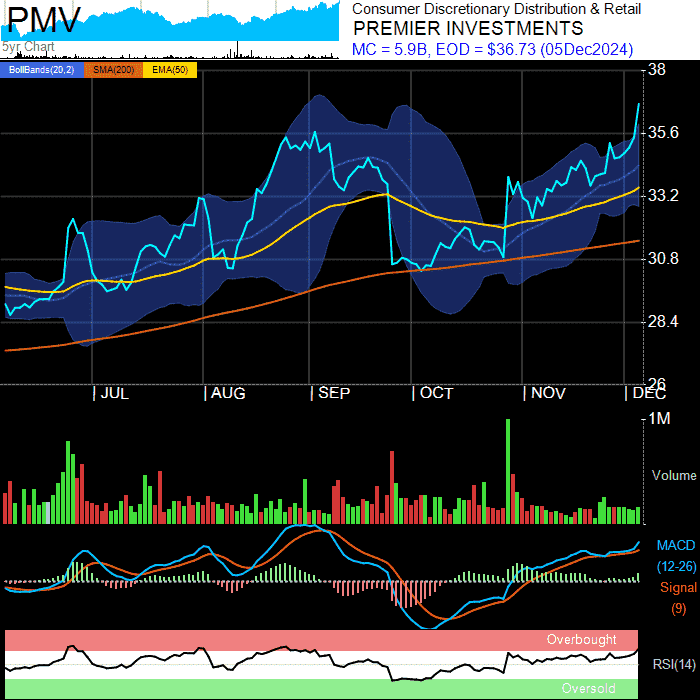 PMV
5yr Chart
Consumer Discretionary Distribution & Retail
PREMIER INVESTMENTS
MC = 5.9B, EOD = $36.73 (05Dec2024)
BollBands(20,2) SMA(200) EMA(50)
38
35.6
33.2
30.8
28.4
26
JUL AUG SEP OCT NOV DEC
1M
Volume
MACD
(12-26)
Signal
(9)
Overbought
RSI(14)
Oversold